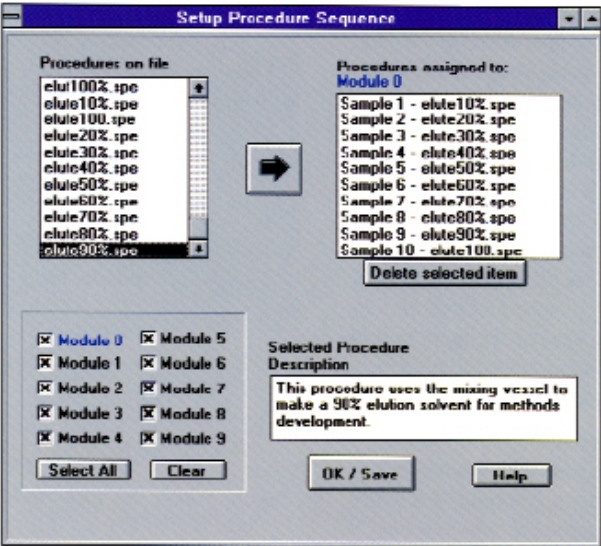 Setup Procedure Sequence
Procedures on file
elut100%.spe
elute10%.spe
elute100.spe
elute20%.spe
elute30%.spe
elute40%.spe
elute50%.spe
elute60%.spe
elute70%.spe
elute80%.spe
elute90%.spe
Procedures assigned to:
Module 0
Sample 1 - elute10%.spe
Sample 2 - elute20%.spe
Sample 3 - elute30%.spe
Sample 4 - elute40%.spe
Sample 5 - elute50%.spe
Sample 6 - elute60%.spe
Sample 7 - elute70%.spe
Sample 8 - elute80%.spe
Sample 9 - elute90%.spe
Sample 10 - elute100.spe
Delete selected item
Module 0 Module 5
Module 1 Module 6
Module 2 Module 7
Module 3 Module 8
Module 4 Module 9
Select All Clear
Selected Procedure
Description
This procedure uses the mixing vessel to
make a 90% elution solvent for methods
development.
OK / Save Help